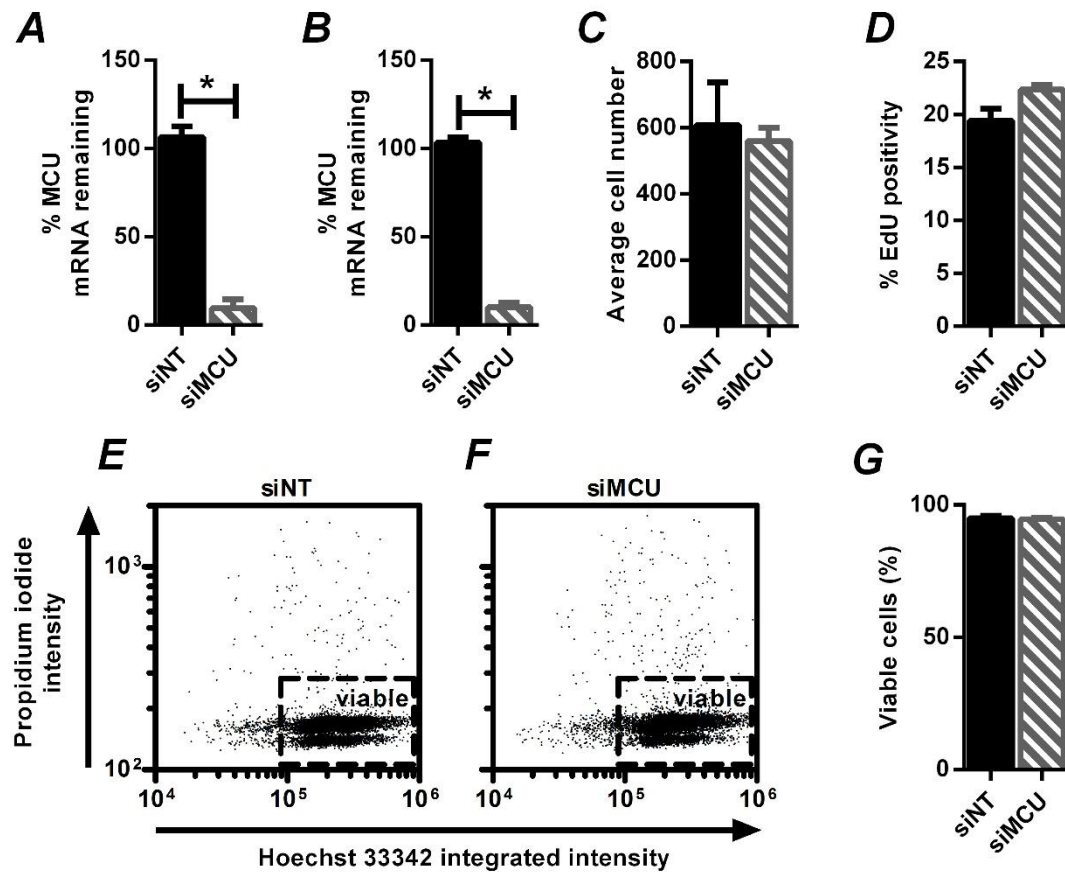 A
% MCU
mRNA remaining
150
100
50
0
*
siNT
siMCU
B
% MCU
mRNA remaining
150
100
50
0
*
siNT
siMCU
C
Average cell number
800
600
400
200
0
siNT
siMCU
D
% EdU positivity
25
20
15
10
5
0
siNT
siMCU
E
siNT
Propidium iodide
intensity
10³
10²
viable
10⁴ 10⁵ 10⁶
F
siMCU
viable
10⁴ 10⁵ 10⁶
Hoechst 33342 integrated intensity
G
Viable cells (%)
100
50
0
siNT
siMCU